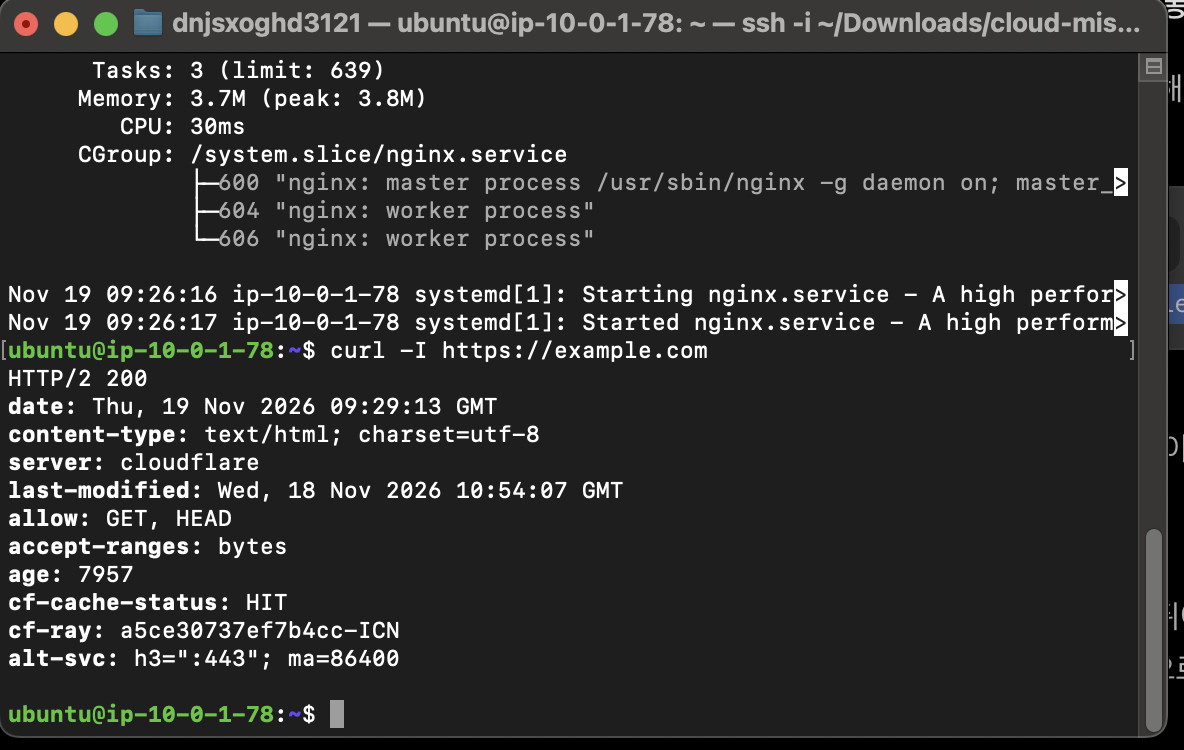 dnjsxoghd3121 — ubuntu@ip-10-0-1-78: ~ — ssh -i ~/Downloads/cloud-mis...
Tasks: 3 (limit: 639)
Memory: 3.7M (peak: 3.8M)
CPU: 30ms
CGroup: /system.slice/nginx.service
├─600 "nginx: master process /usr/sbin/nginx -g daemon on; master_>
├─604 "nginx: worker process"
└─606 "nginx: worker process"
Nov 19 09:26:16 ip-10-0-1-78 systemd[1]: Starting nginx.service - A high perfor>
Nov 19 09:26:17 ip-10-0-1-78 systemd[1]: Started nginx.service - A high perform>
[ubuntu@ip-10-0-1-78:~$ curl -I https://example.com ]
HTTP/2 200
date: Thu, 19 Nov 2026 09:29:13 GMT
content-type: text/html; charset=utf-8
server: cloudflare
last-modified: Wed, 18 Nov 2026 10:54:07 GMT
allow: GET, HEAD
accept-ranges: bytes
age: 7957
cf-cache-status: HIT
cf-ray: a5ce30737ef7b4cc-ICN
alt-svc: h3=":443"; ma=86400
ubuntu@ip-10-0-1-78:~$